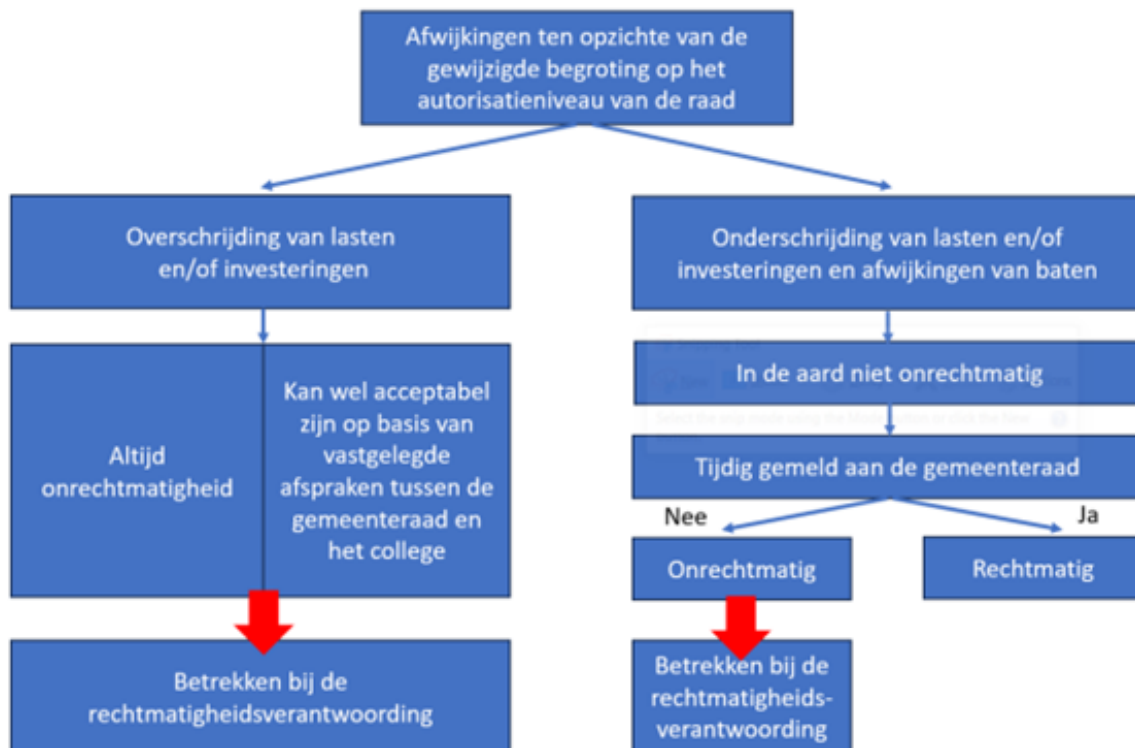 Afwijkingen ten opzichte van de
gewijzigde begroting op het
autorisatieniveau van de raad
Overschrijding van lasten
en/of investeringen
Onderschrijding van lasten en/of
investeringen en afwijkingen van baten
Altijd
onrechtmatigheid
Kan wel acceptabel
zijn op basis van
vastgelegde
afspraken tussen de
gemeenteraad en
het college
In de aard niet onrechtmatig
Tijdig gemeld aan de gemeenteraad
Nee
Ja
Onrechtmatig
Rechtmatig
Betrekken bij de
rechtmatigheidsverantwoording
Betrekken bij de
rechtmatigheids-
verantwoording